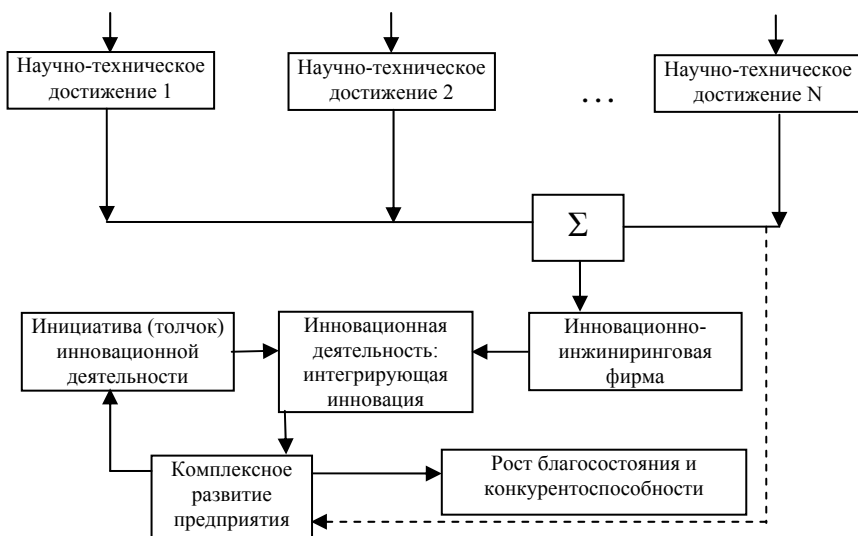 Научно-техническое
достижение 1
Научно-техническое
достижение 2
...
Научно-техническое
достижение N
Σ
Инициатива (толчок)
инновационной
деятельности
Инновационная
деятельность:
интегрирующая
инновация
Инновационно-
инжиниринговая
фирма
Комплексное
развитие
предприятия
Рост благосостояния и
конкурентоспособности